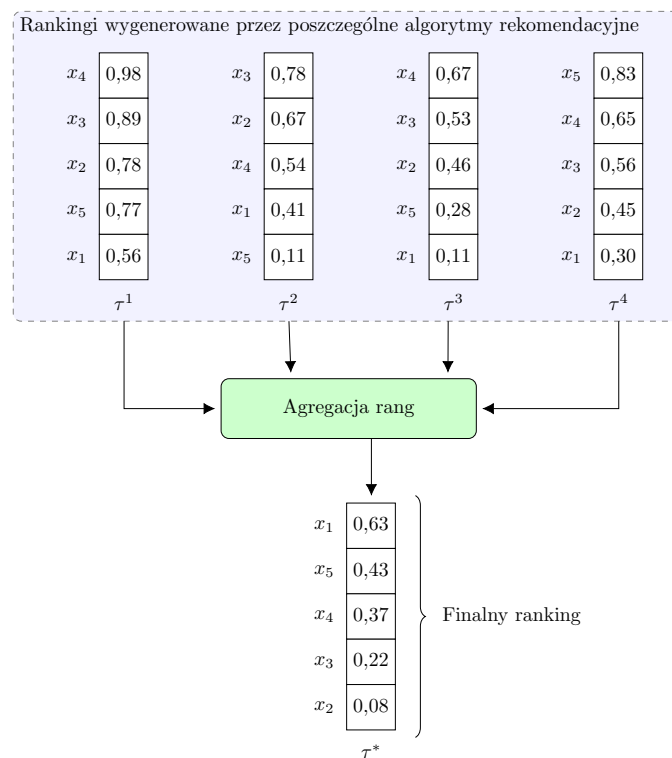 Rankingi wygenerowane przez poszczególne algorytmy rekomendacyjne
x₄ 0,98 x₃ 0,78 x₄ 0,67 x₅ 0,83
x₃ 0,89 x₂ 0,67 x₃ 0,53 x₄ 0,65
x₂ 0,78 x₄ 0,54 x₂ 0,46 x₃ 0,56
x₅ 0,77 x₁ 0,41 x₅ 0,28 x₂ 0,45
x₁ 0,56 x₅ 0,11 x₁ 0,11 x₁ 0,30
τ¹ τ² τ³ τ⁴
Agregacja rang
x₁ 0,63
x₅ 0,43
x₄ 0,37
Finalny ranking
x₃ 0,22
x₂ 0,08
τ*